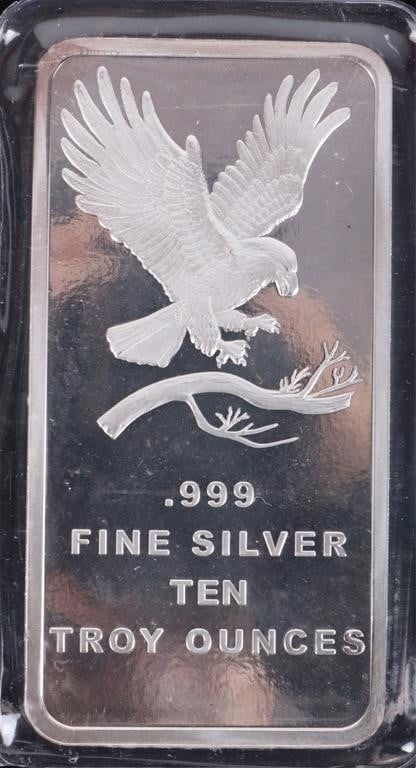 .999
FINE SILVER
TEN
TROY OUNCES